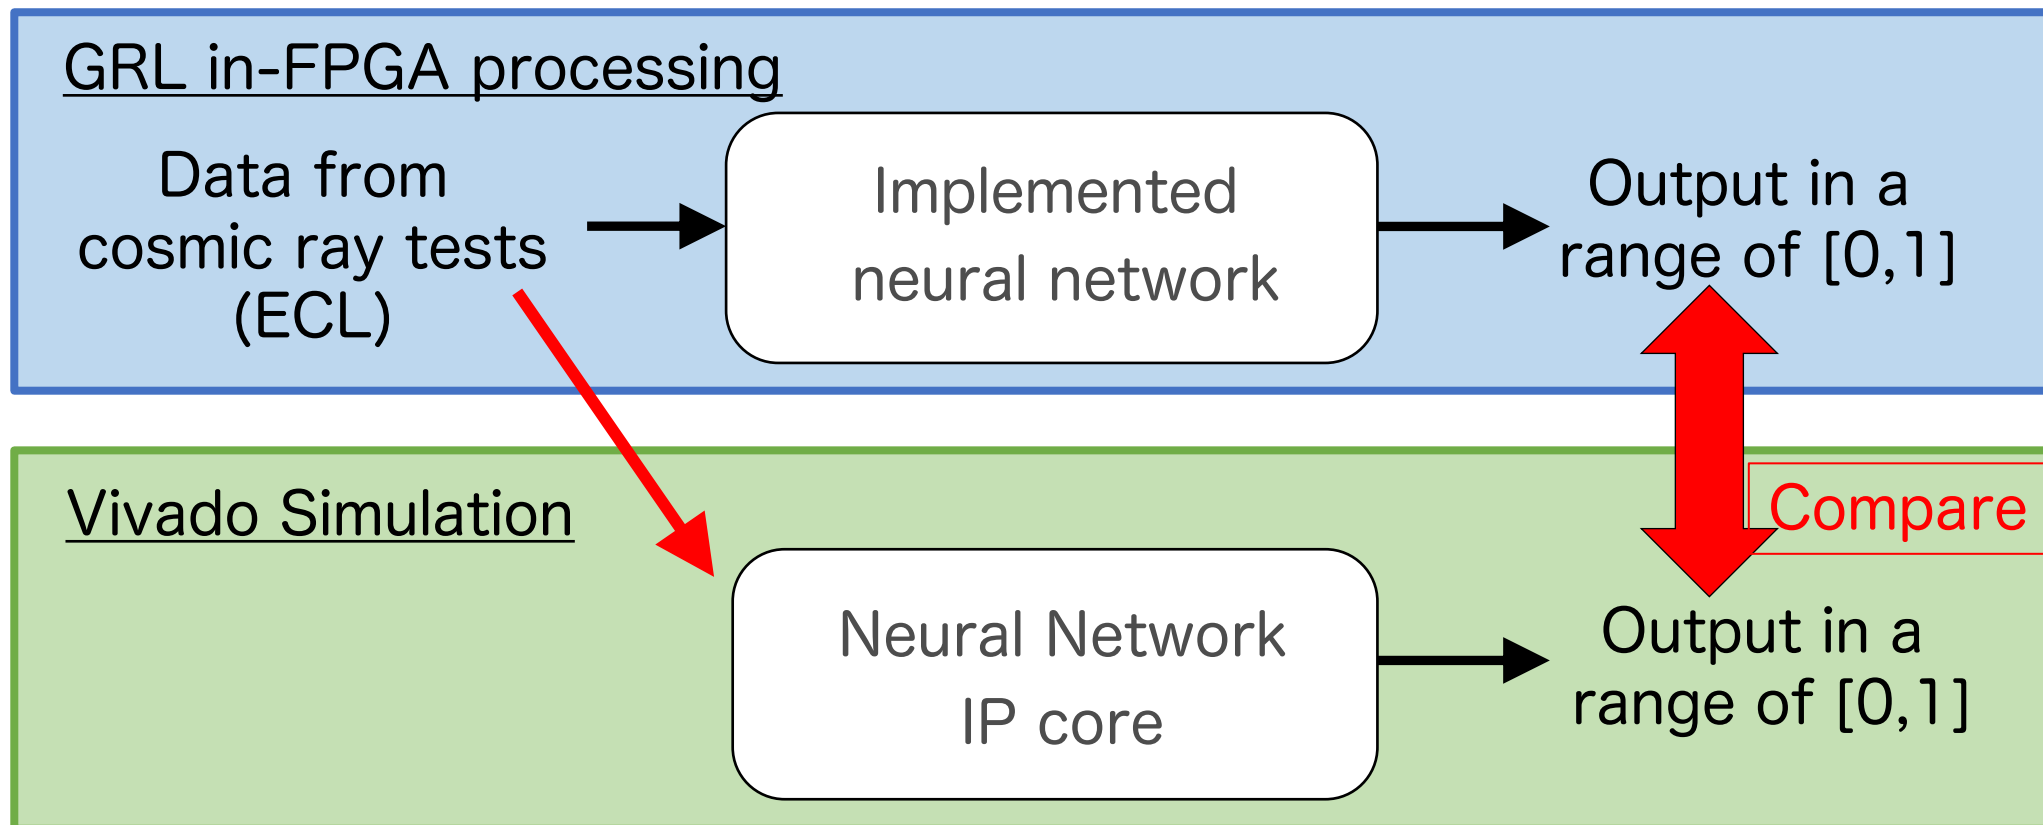 GRL in-FPGA processing
Data from
cosmic ray tests
(ECL)
Implemented
neural network
Output in a
range of [0,1]
Compare
Vivado Simulation
Neural Network
IP core
Output in a
range of [0,1]